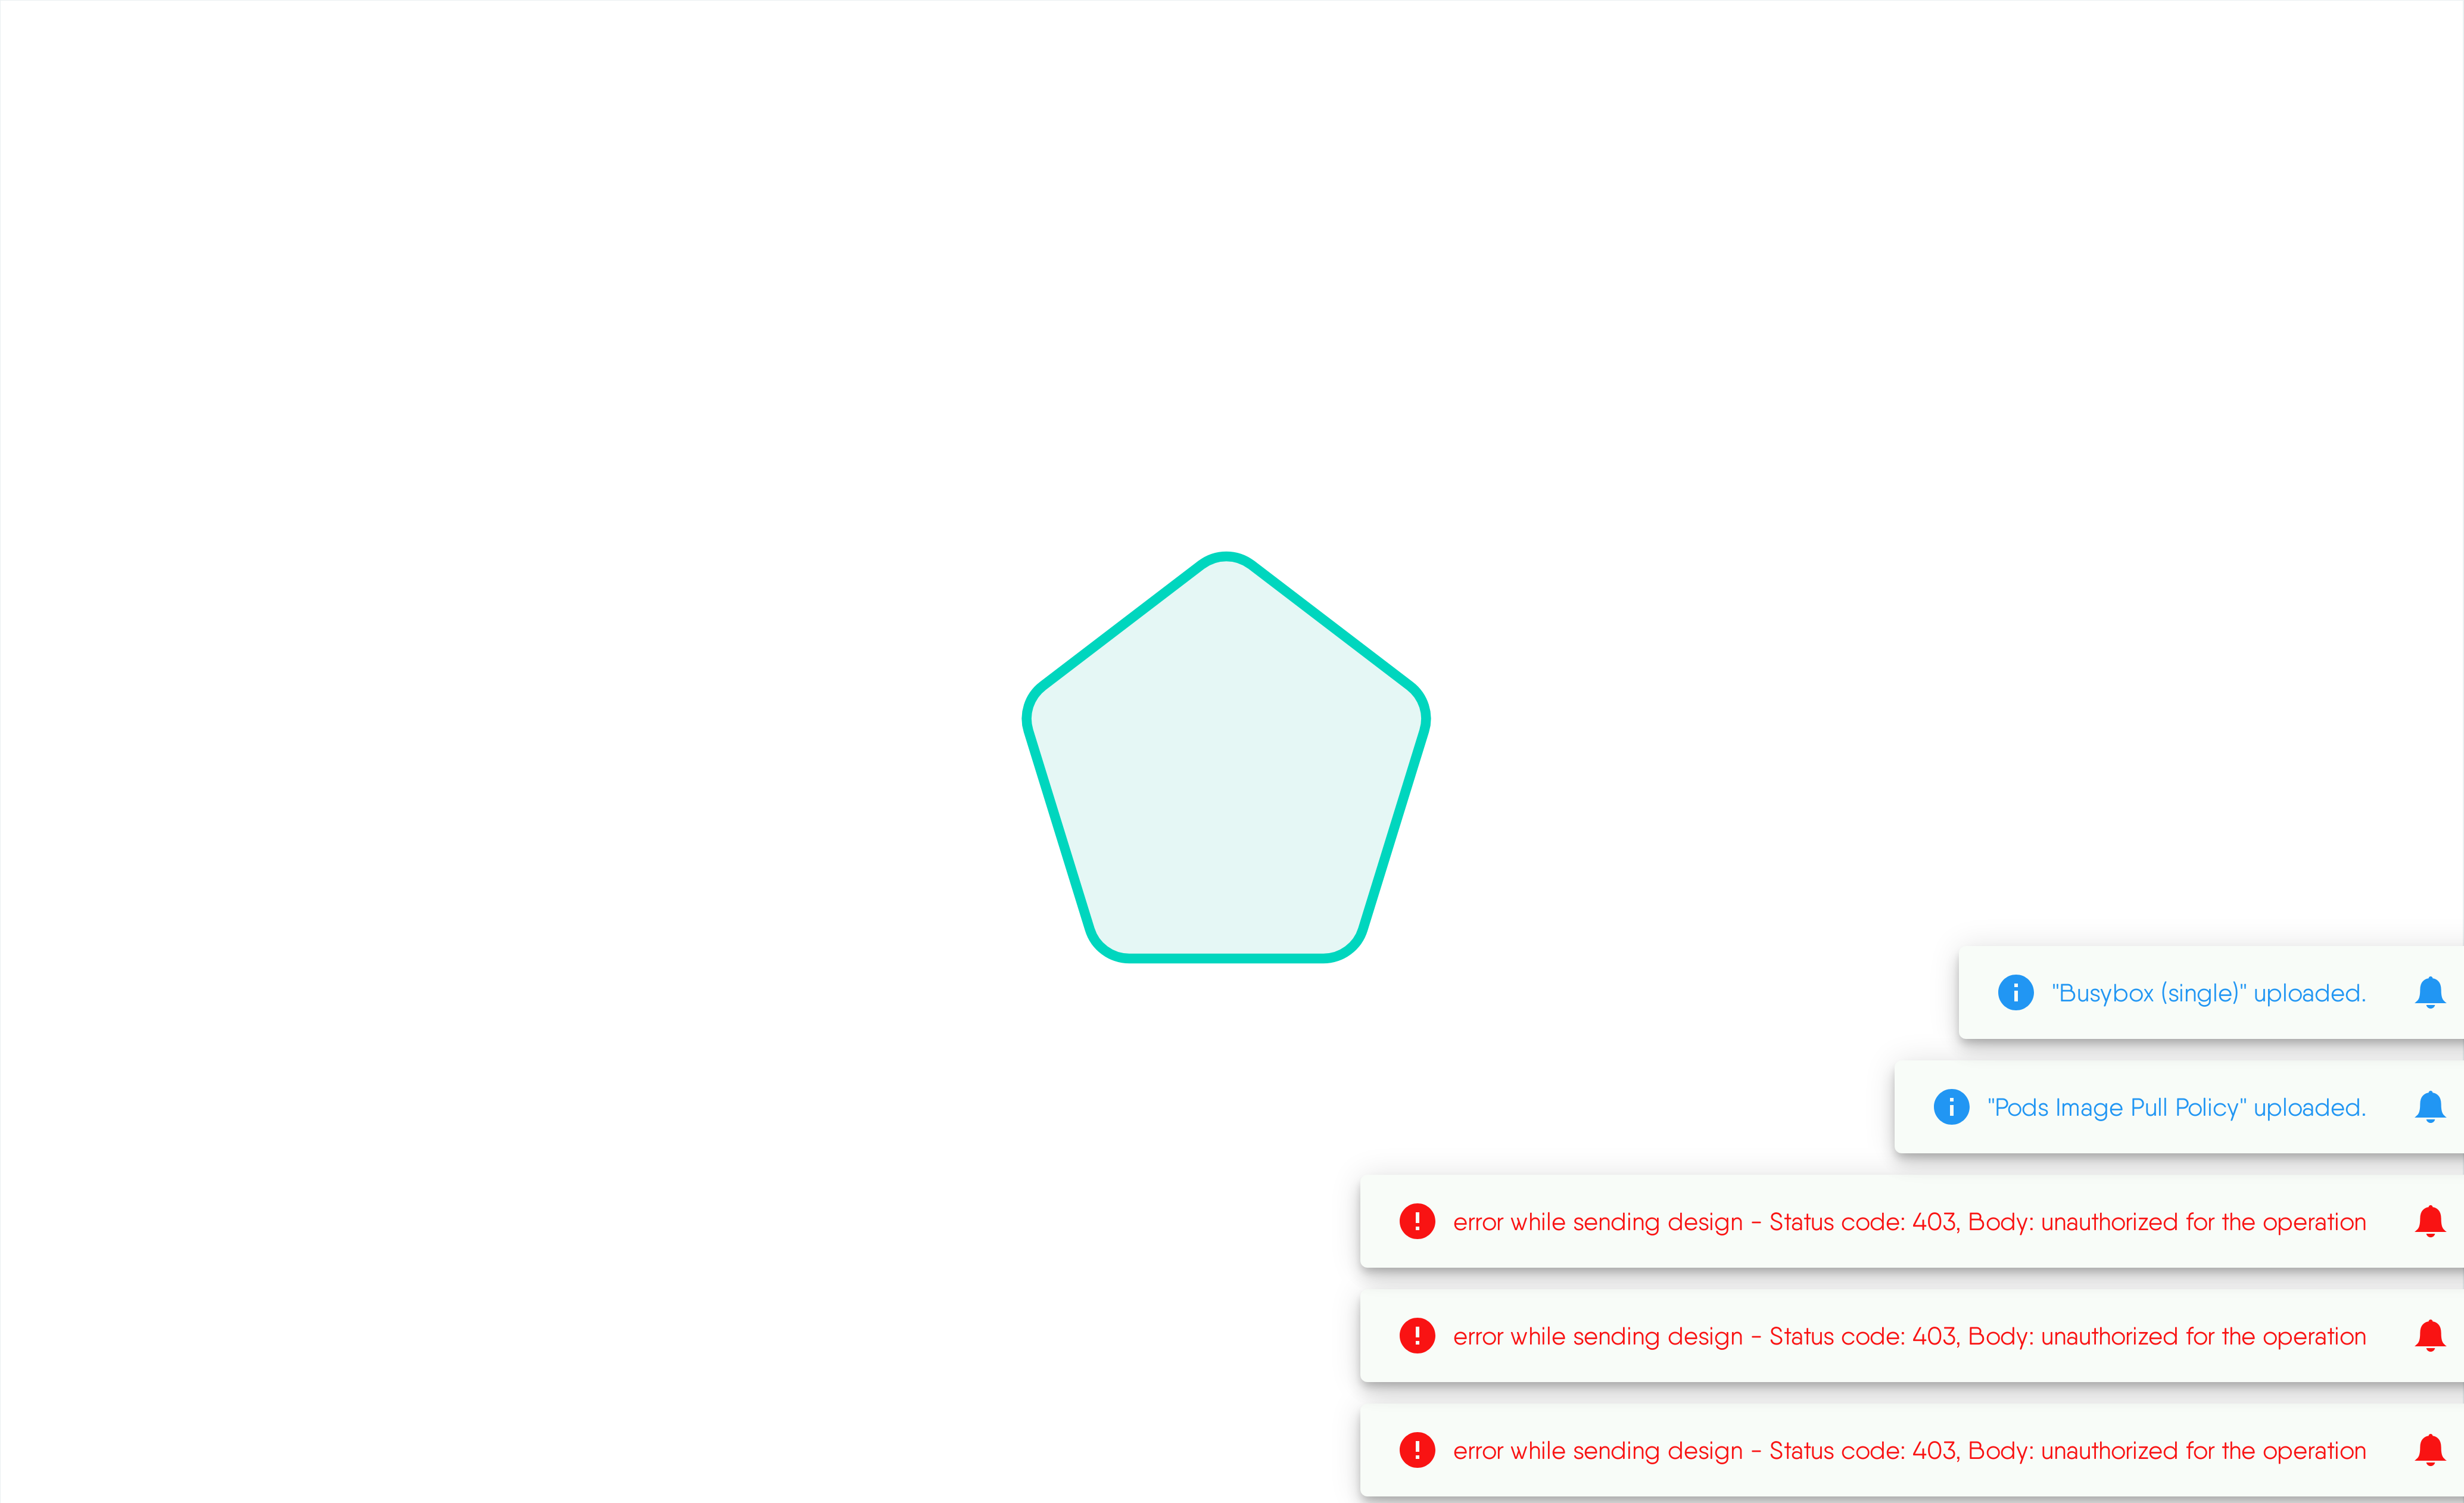 "Busybox (single)" uploaded.
"Pods Image Pull Policy" uploaded.
error while sending design - Status code: 403, Body: unauthorized for the operation
error while sending design - Status code: 403, Body: unauthorized for the operation
error while sending design - Status code: 403, Body: unauthorized for the operation